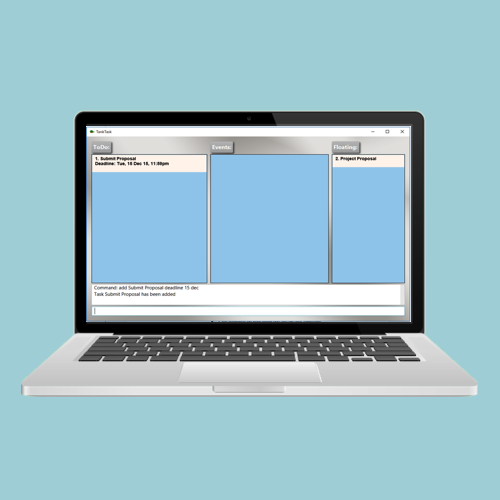 TaskTask
ToDo:
Events:
Floating:
1. Submit Proposal
Deadline: Tue, 15 Dec 15, 11:59pm
2. Project Proposal
Command: add Submit Proposal deadline 15 dec
Task Submit Proposal has been added